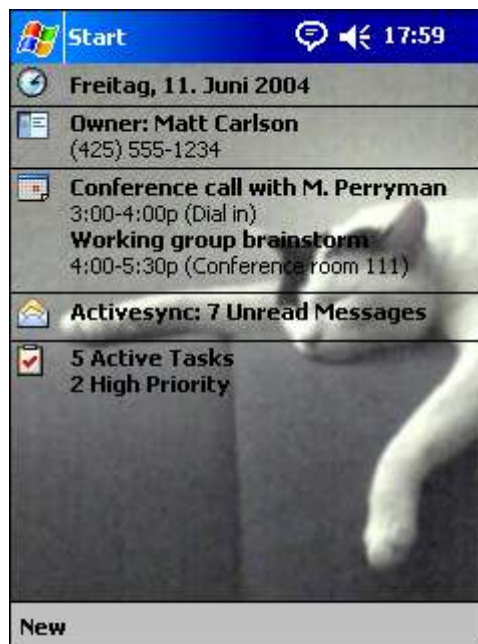 Start 17:59
Freitag, 11. Juni 2004
Owner: Matt Carlson
(425) 555-1234
Conference call with M. Perryman
3:00-4:00p (Dial in)
Working group brainstorm
4:00-5:30p (Conference room 111)
Activesync: 7 Unread Messages
5 Active Tasks
2 High Priority
New